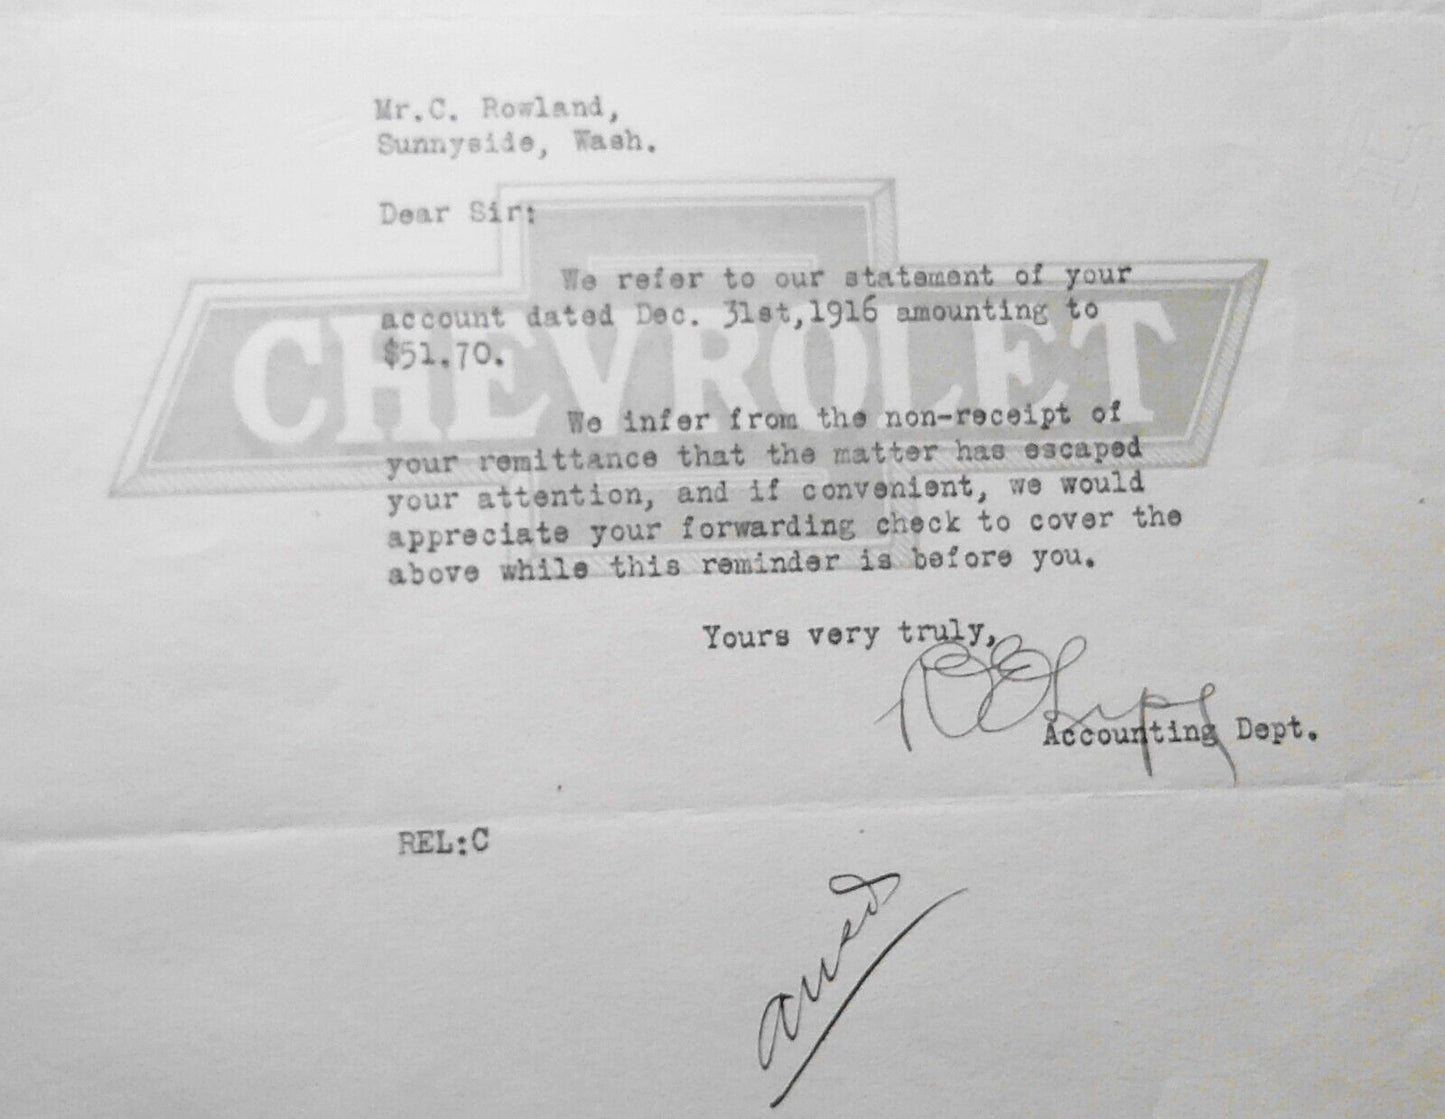 Mr.C. Rowland,
Sunnyside, Wash.
Dear Sir:
CHEVROLET
We refer to our statement of your
account dated Dec. 31st,1916 amounting to
$51.70.
We infer from the non-receipt of
your remittance that the matter has escaped
your attention, and if convenient, we would
appreciate your forwarding check to cover the
above while this reminder is before you.
Yours very truly,
Accounting Dept.
REL:C